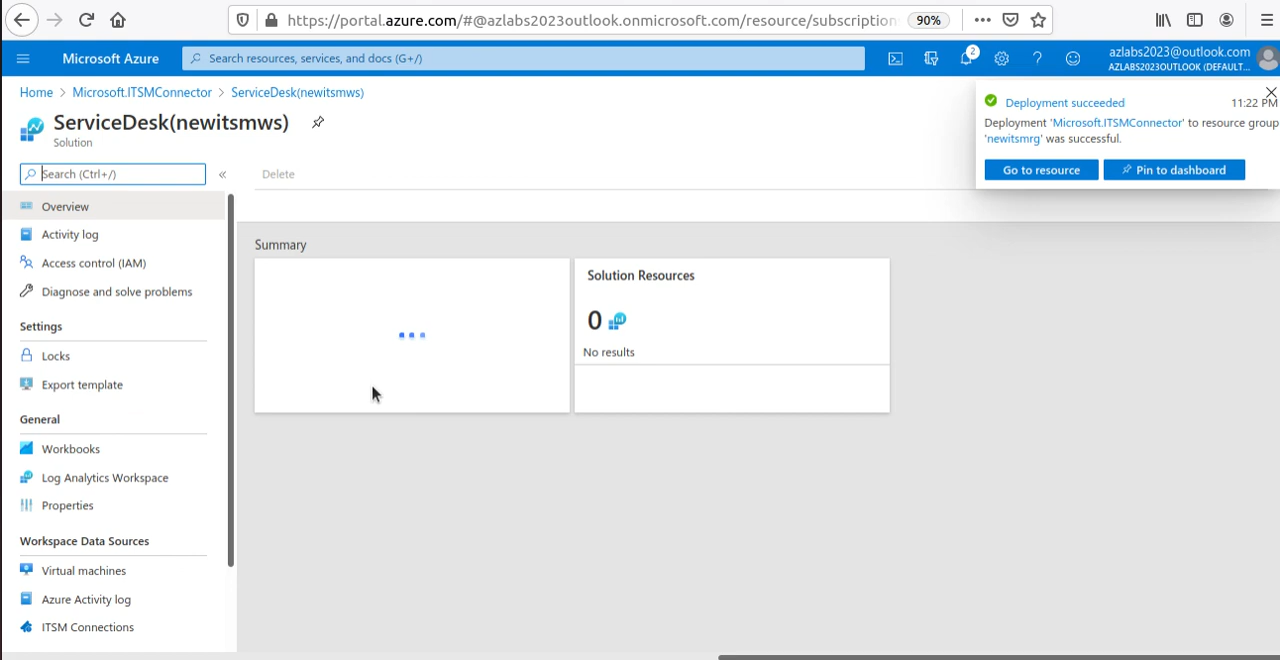 https://portal.azure.com/#@azlabs2023outlook.onmicrosoft.com/resource/subscription
90%
Microsoft Azure
Search resources, services, and docs (G+/)
2
azlabs2023@outlook.com
AZLABS2023OUTLOOK (DEFAULT...
Home > Microsoft.ITSMConnector > ServiceDesk(newitsmws)
ServiceDesk(newitsmws)
Solution
Deployment succeeded
11:22 PM
Deployment 'Microsoft.ITSMConnector' to resource group
'newitsmrg' was successful.
Go to resource
Pin to dashboard
Search (Ctrl+/)
«
Delete
Overview
Activity log
Access control (IAM)
Diagnose and solve problems
Settings
Locks
Export template
General
Workbooks
Log Analytics Workspace
Properties
Workspace Data Sources
Virtual machines
Azure Activity log
ITSM Connections
Summary
Solution Resources
0
No results